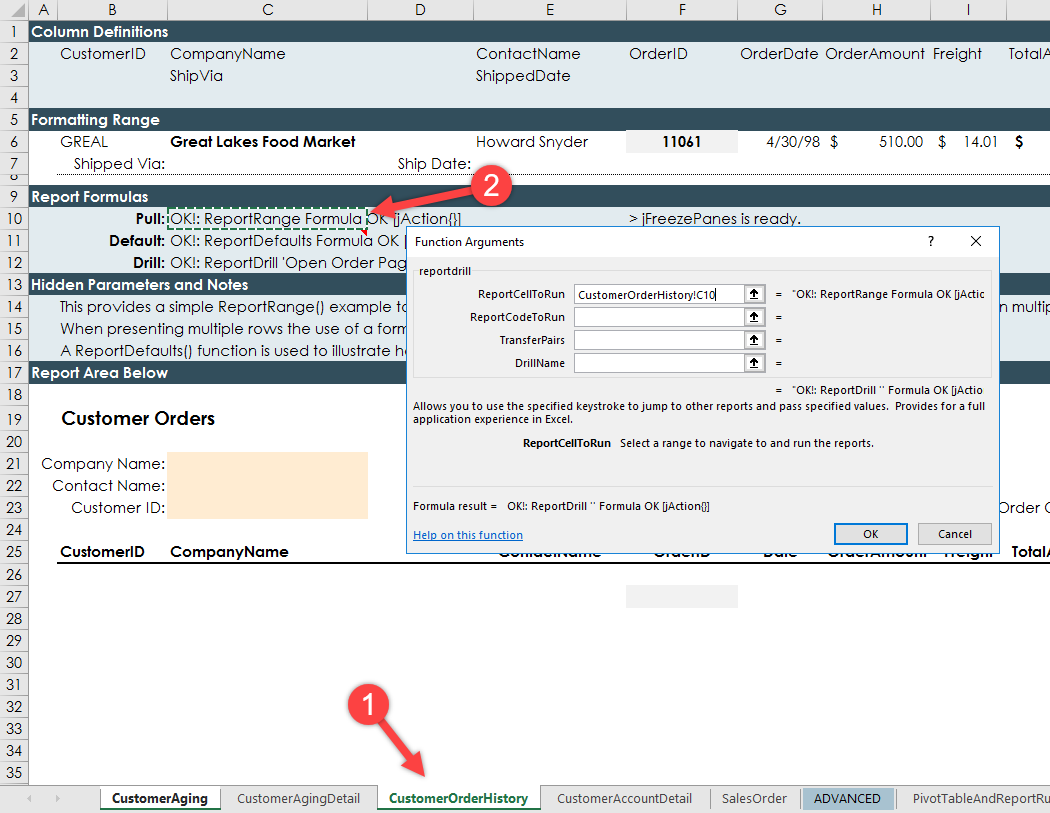 A B C D E F G H I
1 Column Definitions
2 CustomerID CompanyName ContactName OrderID OrderDate OrderAmount Freight TotalA
3 ShipVia ShippedDate
4
5 Formatting Range
6 GREAL Great Lakes Food Market Howard Snyder 11061 4/30/98 $ 510.00 $ 14.01 $
7 Shipped Via: Ship Date:
8
9 Report Formulas
2
10 Pull: OK!: ReportRange Formula OK [jAction{}] > jFreezePanes is ready.
11 Default: OK!: ReportDefaults Formula OK [
12 Drill: OK!: ReportDrill 'Open Order Pag
13 Hidden Parameters and Notes
14 This provides a simple ReportRange() example to n multip
15 When presenting multiple rows the use of a form
16 A ReportDefaults() function is used to illustrate h
17 Report Area Below
18
19 Customer Orders
20
21 Company Name:
22 Contact Name:
23 Customer ID: Order
24
25 CustomerID CompanyName ContactName OrderID Date OrderAmount Freight TotalA
26
27
28
29
30
31
32
33
34
35
Function Arguments ?
reportdrill
ReportCellToRun CustomerOrderHistory!C10 = "OK!: ReportRange Formula OK [jActic
ReportCodeToRun =
TransferPairs =
DrillName =
= "OK!: ReportDrill '' Formula OK [jActio
Allows you to use the specified keystroke to jump to other reports and pass specified values. Provides for a full
application experience in Excel.
ReportCellToRun Select a range to navigate to and run the reports.
Formula result = OK!: ReportDrill '' Formula OK [jAction{}]
Help on this function OK Cancel
1
CustomerAging CustomerAgingDetail CustomerOrderHistory CustomerAccountDetail SalesOrder ADVANCED PivotTableAndReportRu